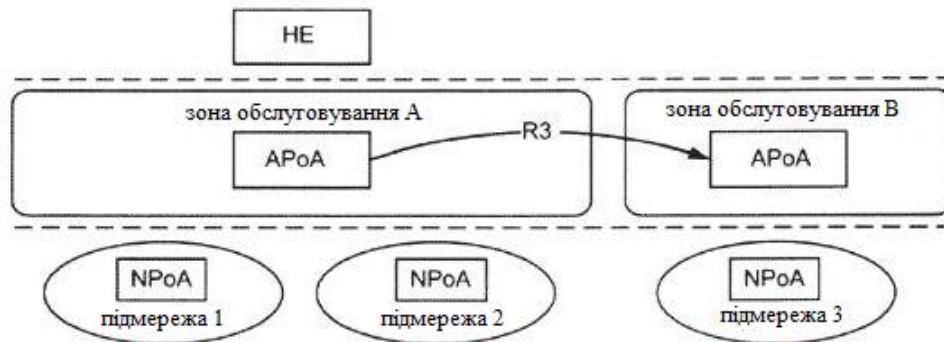 HE
зона обслуговування A
зона обслуговування B
R3
APoA
APoA
NPoA
NPoA
NPoA
підмережа 1
підмережа 2
підмережа 3